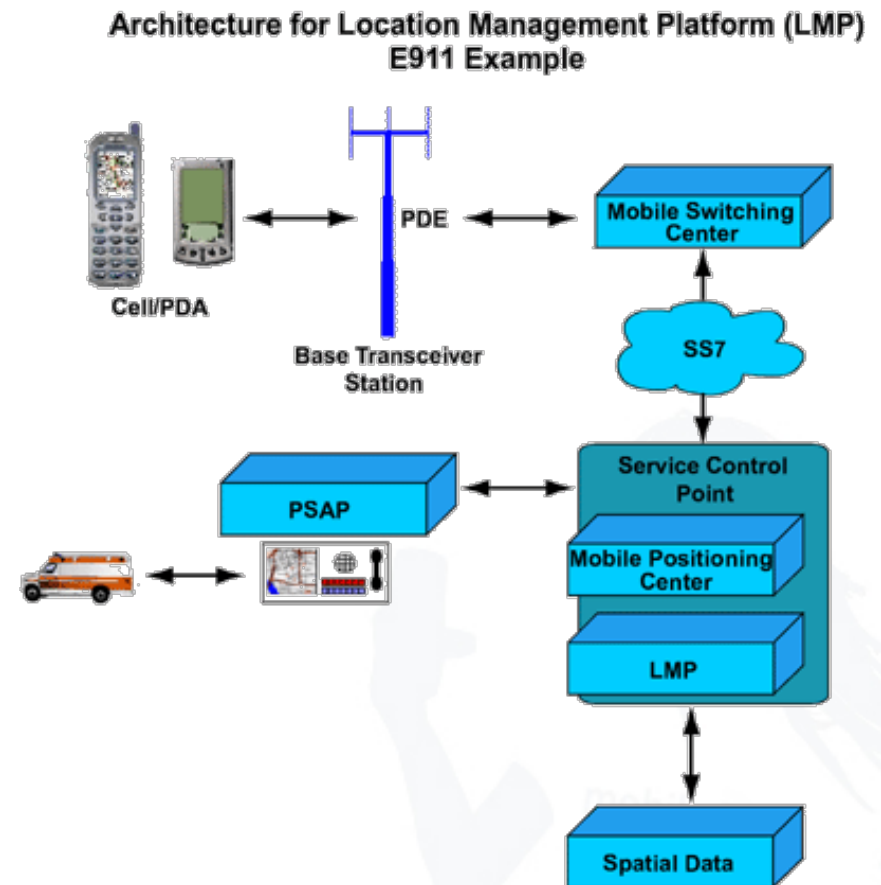 Architecture for Location Management Platform (LMP)
E911 Example
PDE
Mobile Switching
Center
Cell/PDA
Base Transceiver
Station
SS7
Service Control
Point
PSAP
Mobile Positioning
Center
LMP
Spatial Data